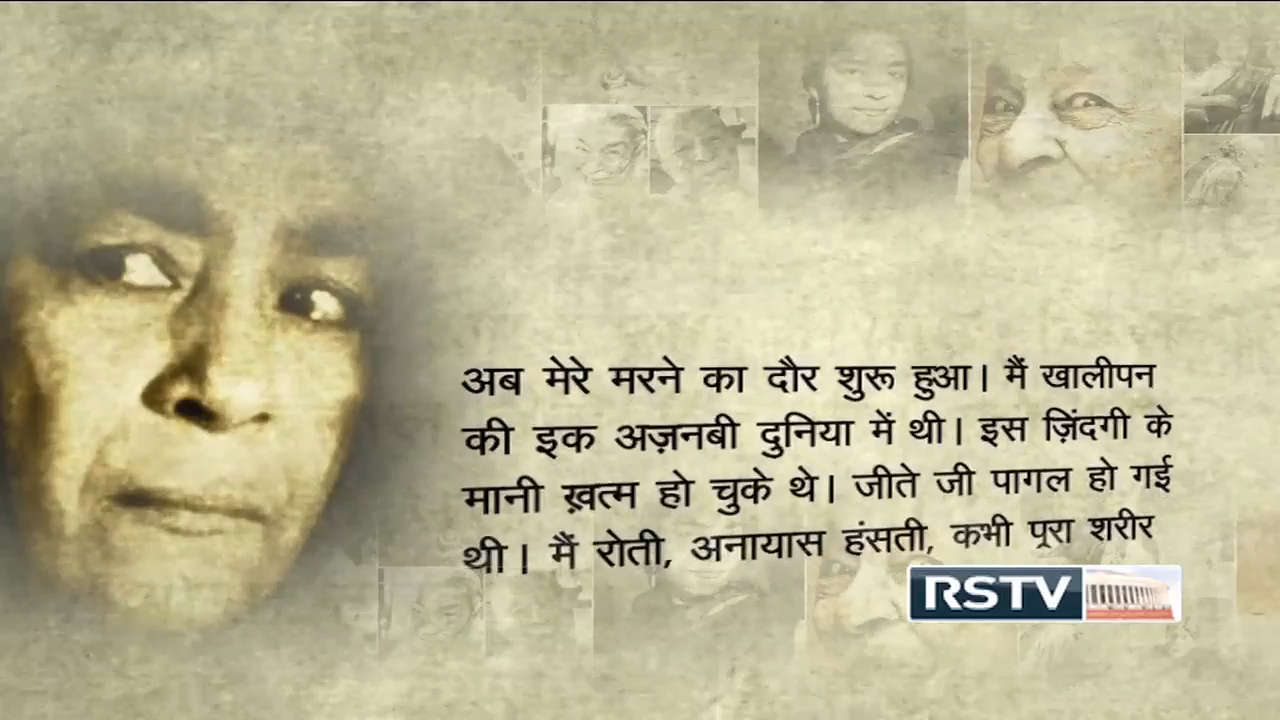 अब मेरे मरने का दौर शुरू हुआ। मैं खालीपन
की इक अज़नबी दुनिया में थी। इस ज़िंदगी के
मानी ख़त्म हो चुके थे। जीते जी पागल हो गई
थी। मैं रोती, अनायास हंसती, कभी पूरा शरीर
RSTV